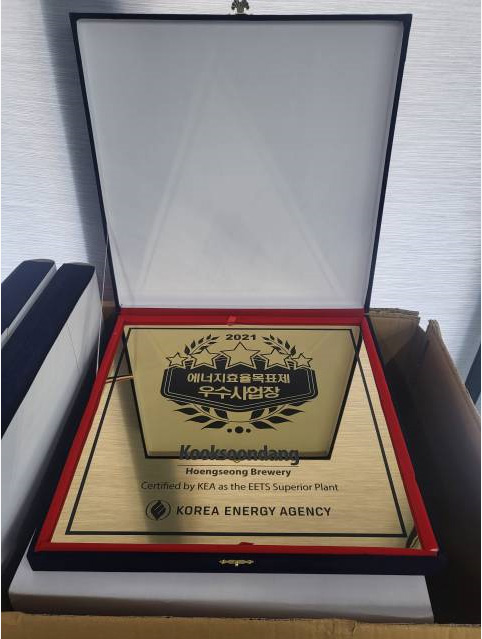 2021
에너지효율목표제
우수사업장
Kooksoondang
Hoengseong Brewery
Certified by KEA as the EETS Superior Plant
KOREA ENERGY AGENCY